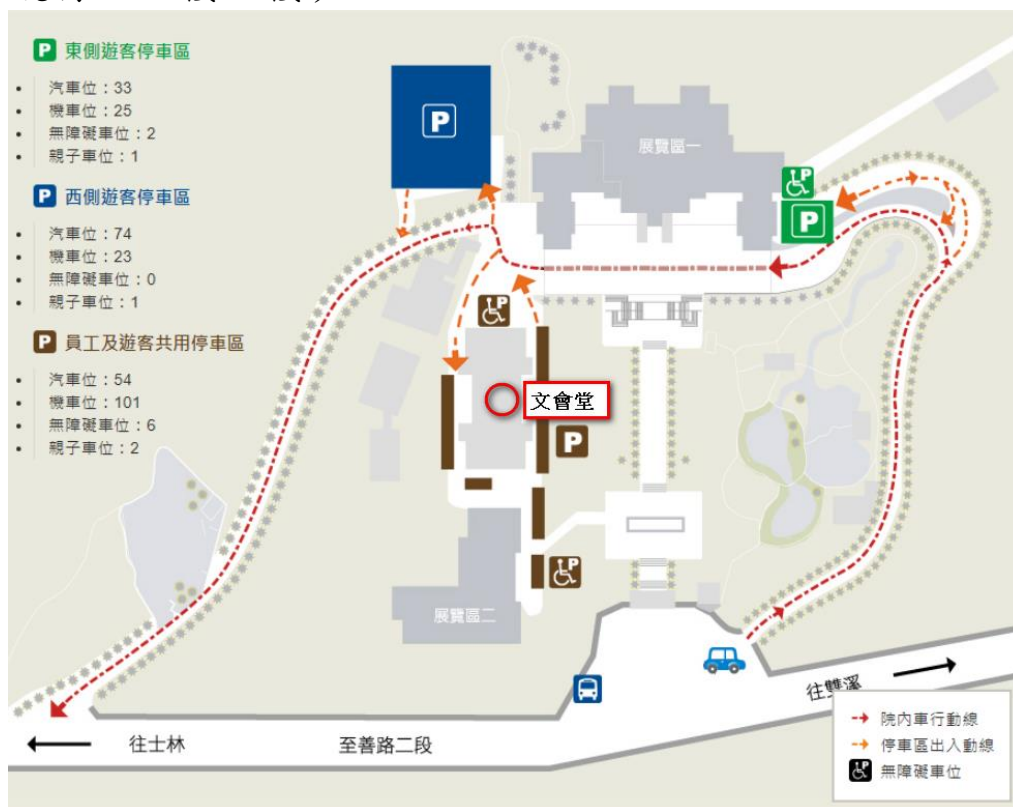 P 東側遊客停車區
• 汽車位：33
• 機車位：25
• 無障礙車位：2
• 親子車位：1
P 西側遊客停車區
• 汽車位：74
• 機車位：23
• 無障礙車位：0
• 親子車位：1
P 員工及遊客共用停車區
• 汽車位：54
• 機車位：101
• 無障礙車位：6
• 親子車位：2
P
展覽區一
P
P
P
文會堂
P
P
展覽區二
往雙溪
往士林
至善路二段
院內車行動線
停車區出入動線
P 無障礙車位